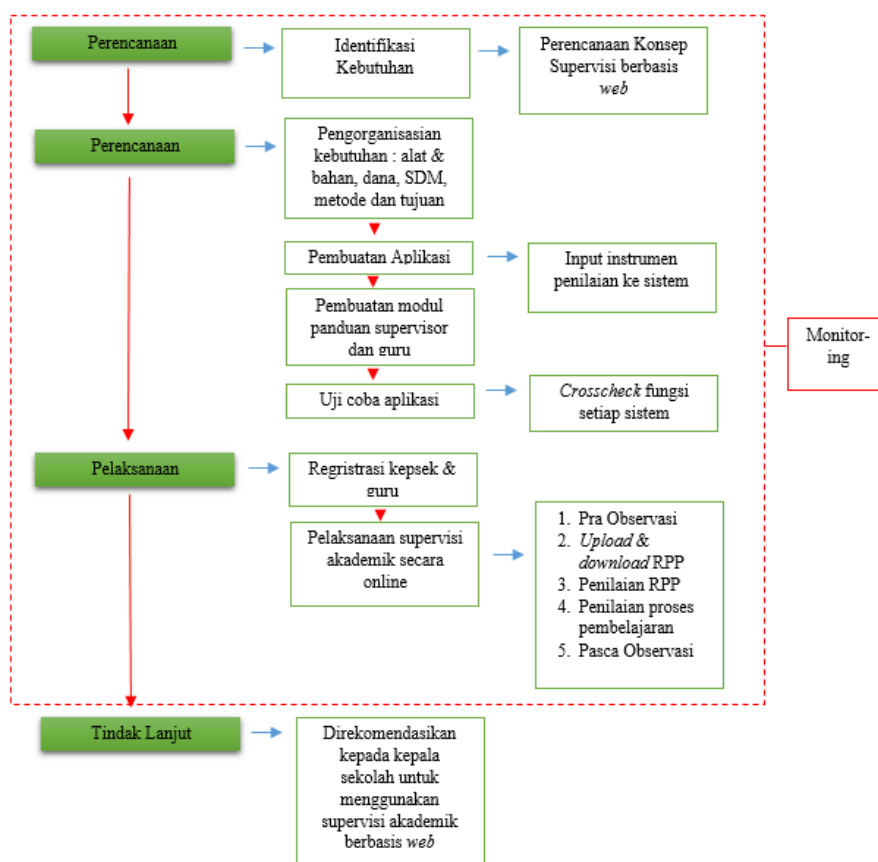 Perencanaan
Identifikasi
Kebutuhan
Perencanaan Konsep
Supervisi berbasis
web
Perencanaan
Pengorganisasian
kebutuhan : alat &
bahan, dana, SDM,
metode dan tujuan
Pembuatan Aplikasi
Input instrumen
penilaian ke sistem
Pembuatan modul
panduan supervisor
dan guru
Uji coba aplikasi
Crosscheck fungsi
setiap sistem
Monitor-
ing
Pelaksanaan
Regristrasi kepsek &
guru
Pelaksanaan supervisi
akademik secara
online
1. Pra Observasi
2. Upload &
download RPP
3. Penilaian RPP
4. Penilaian proses
pembelajaran
5. Pasca Observasi
Tindak Lanjut
Direkomendasikan
kepada kepala
sekolah untuk
menggunakan
supervisi akademik
berbasis web